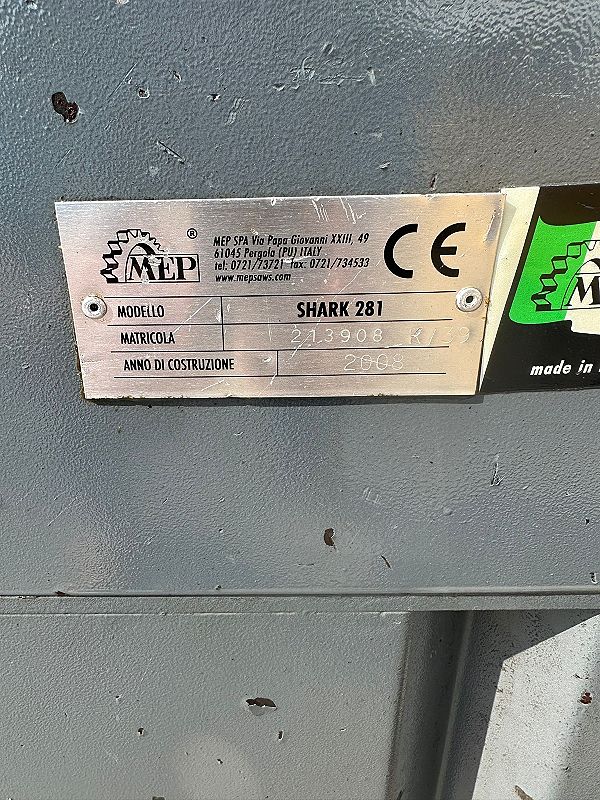 MEP
®
MEP SPA Via Papa Giovanni XXIII, 49
61045 Pergola (PU) ITALY
tel: 0721/73721 fax: 0721/734533
www.mepsaws.com
CE
MODELLO SHARK 281
MATRICOLA 213908
ANNO DI COSTRUZIONE 2008
made in